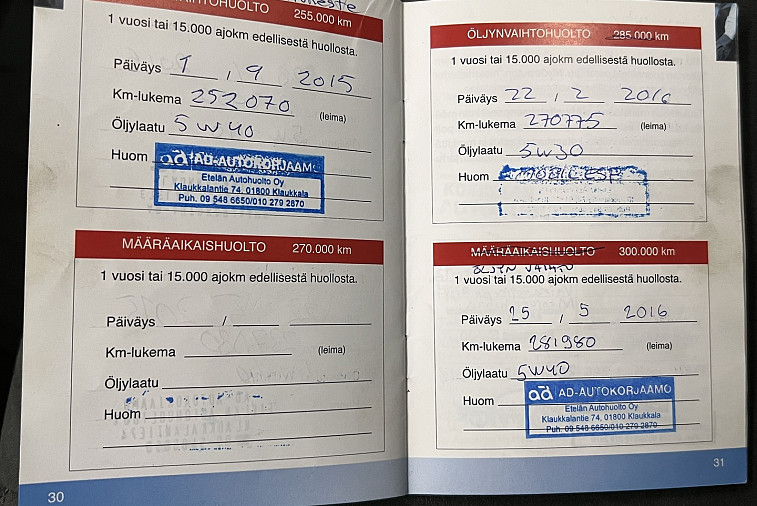 AIHTOHUOLTO 255.000 km
1 vuosi tai 15.000 ajokm edellisestä huollosta.
Päiväys 1 , 9 2015
Km-lukema 252070 (leima)
Öljylaatu 5W40
Huom ad AD-AUTOKORJAAMO
Etelän Autohuolto Oy
Klaukkalantie 74, 01800 Klaukkala
Puh. 09 548 6650/010 279 2870
MÄÄRÄAIKAISHUOLTO 270.000 km
1 vuosi tai 15.000 ajokm edellisestä huollosta.
Päiväys /
Km-lukema (leima)
Öljylaatu
Huom
30
ÖLJYNVAIHTOHUOLTO 285.000 km
1 vuosi tai 15.000 ajokm edellisestä huollosta.
Päiväys 22 / 2 2016
Km-lukema 270775 (leima)
Öljylaatu 5W30
Huom
MÄÄRÄAIKAISHUOLTO 300.000 km
ÖLJYN VAIHTO
1 vuosi tai 15.000 ajokm edellisestä huollosta.
Päiväys 25 / 5 2016
Km-lukema 281980 (leima)
Öljylaatu 5W40
Huom ad AD-AUTOKORJAAMO
Etelän Autohuolto Oy
Klaukkalantie 74, 01800 Klaukkala
Puh. 09 548 6650/010 279 2870
31